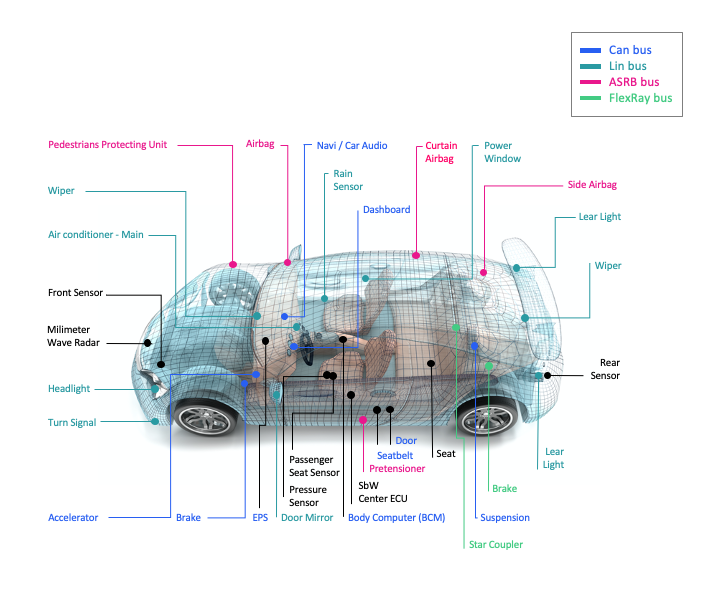 Can bus
Lin bus
ASRB bus
FlexRay bus
Pedestrians Protecting Unit
Airbag
Navi / Car Audio
Curtain
Airbag
Power
Window
Rain
Sensor
Side Airbag
Wiper
Dashboard
Lear Light
Air conditioner - Main
Wiper
Front Sensor
Milimeter
Wave Radar
Rear
Sensor
Headlight
Turn Signal
Door
Seatbelt
Pretensioner
Seat
Lear
Light
Passenger
Seat Sensor
Pressure
Sensor
SbW
Center ECU
Brake
Accelerator
Brake
EPS
Door Mirror
Body Computer (BCM)
Suspension
Star Coupler